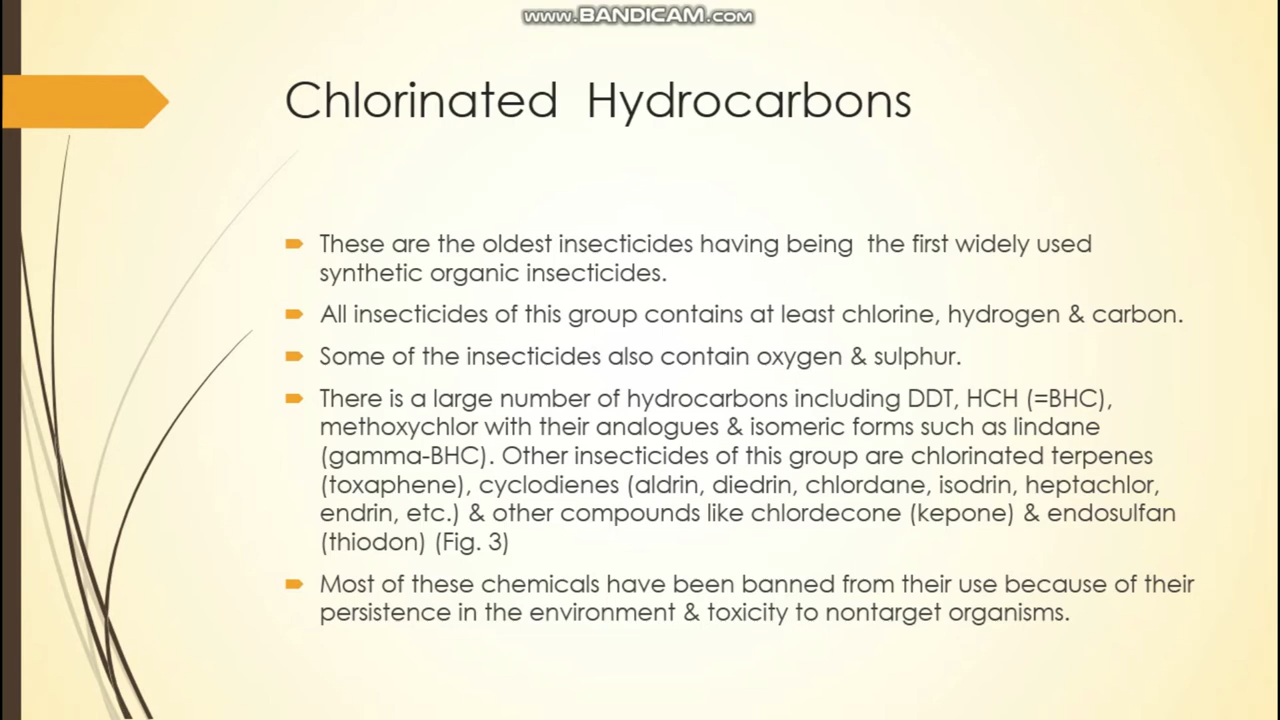 www.BANDICAM.com
Chlorinated Hydrocarbons
These are the oldest insecticides having being the first widely used
synthetic organic insecticides.
All insecticides of this group contains at least chlorine, hydrogen & carbon.
Some of the insecticides also contain oxygen & sulphur.
There is a large number of hydrocarbons including DDT, HCH (=BHC),
methoxychlor with their analogues & isomeric forms such as lindane
(gamma-BHC). Other insecticides of this group are chlorinated terpenes
(toxaphene), cyclodienes (aldrin, diedrin, chlordane, isodrin, heptachlor,
endrin, etc.) & other compounds like chlordecone (kepone) & endosulfan
(thiodon) (Fig. 3)
Most of these chemicals have been banned from their use because of their
persistence in the environment & toxicity to nontarget organisms.